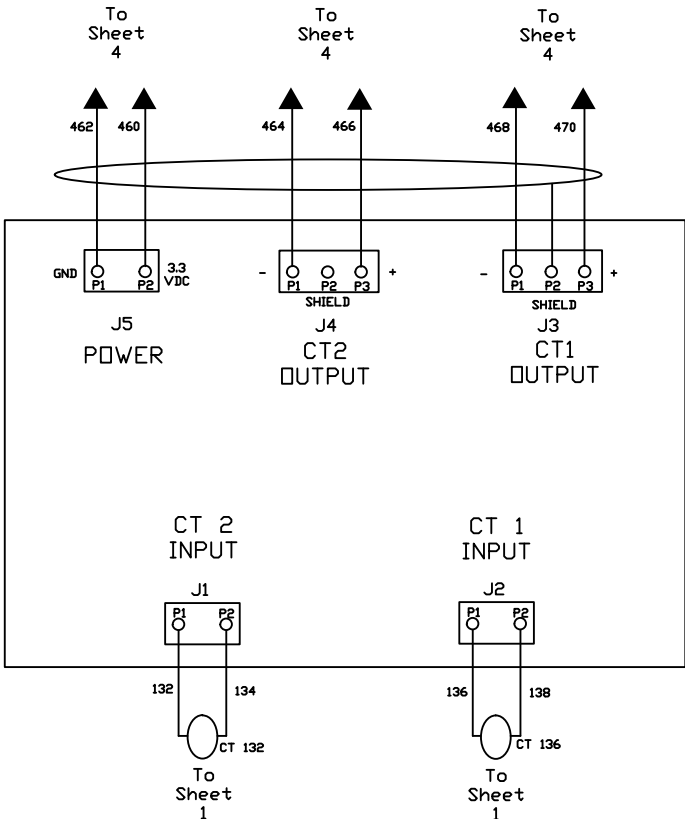 To
Sheet
4
To
Sheet
4
To
Sheet
4
462
460
464
466
468
470
GND
P1
P2
3.3
VDC
-
P1
P2
P3
+
SHIELD
-
P1
P2
P3
+
SHIELD
J5
POWER
J4
CT2
OUTPUT
J3
CT1
OUTPUT
CT 2
INPUT
CT 1
INPUT
J1
P1
P2
J2
P1
P2
132
134
136
138
CT 132
CT 136
To
Sheet
1
To
Sheet
1